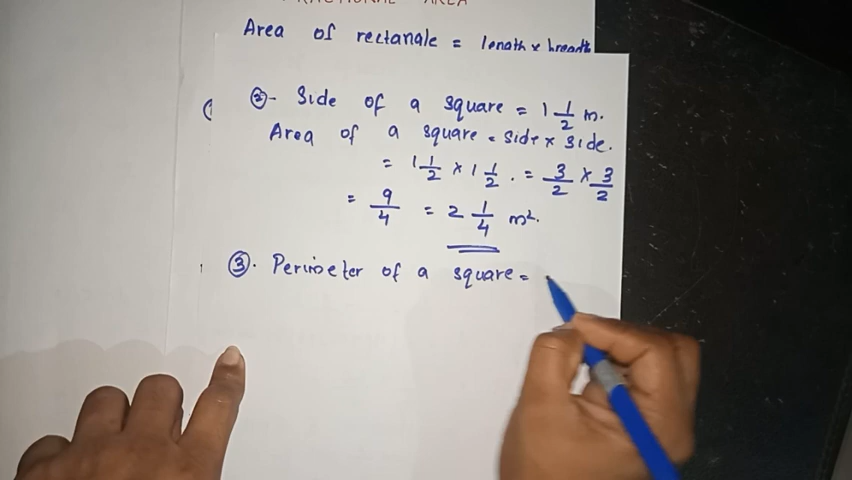 AREA
Area of rectangle = length x breadth
② - Side of a square = 1 1/2 m.
Area of a square = side x side.
= 1 1/2 x 1 1/2 . = 3/2 x 3/2
= 9/4 = 2 1/4 m².
③. Perimeter of a square =